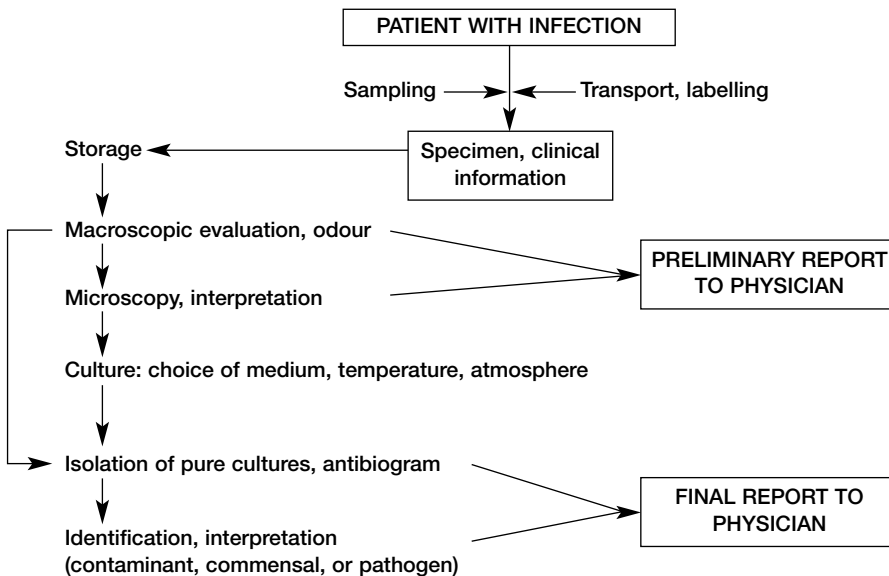 PATIENT WITH INFECTION
Sampling
Transport, labelling
Storage
Specimen, clinical
information
Macroscopic evaluation, odour
PRELIMINARY REPORT
TO PHYSICIAN
Microscopy, interpretation
Culture: choice of medium, temperature, atmosphere
Isolation of pure cultures, antibiogram
FINAL REPORT TO
PHYSICIAN
Identification, interpretation
(contaminant, commensal, or pathogen)